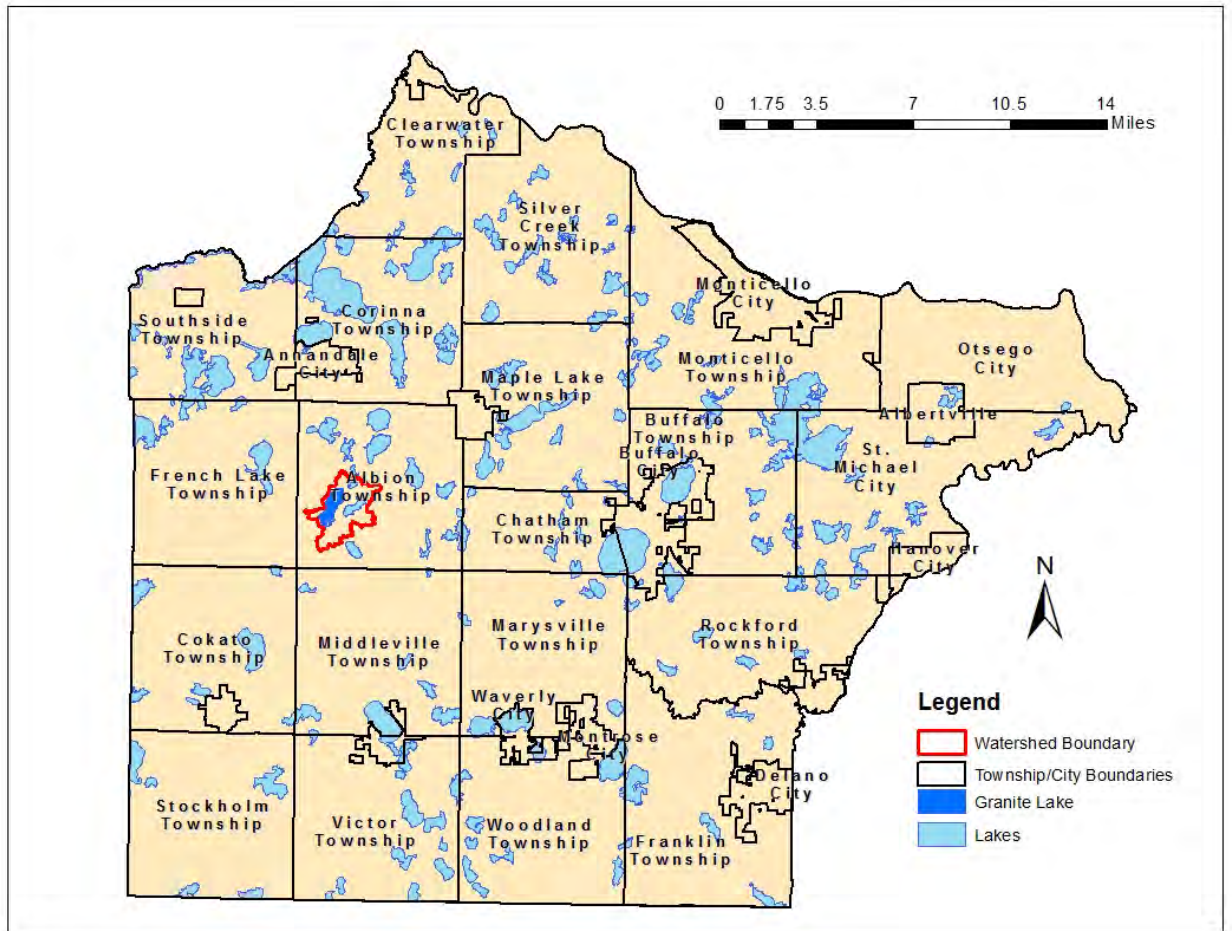 0 1.75 3.5 7 10.5 14
Miles
Clearwater
Township
Silver
Creek
Township
Monticello
City
Corinna
Township
Southside
Township
Annandale
City
Otsego
City
Monticello
Township
Maple Lake
Township
Albertville
Buffalo
Township
Buffalo
City
St.
Michael
City
French Lake
Township
Albion
Township
Chatham
Township
Hanover
City
N
Cokato
Township
Middleville
Township
Marysville
Township
Rockford
Township
Waverly
City
Montrose
City
Delano
City
Stockholm
Township
Victor
Township
Woodland
Township
Franklin
Township
Legend
Watershed Boundary
Township/City Boundaries
Granite Lake
Lakes